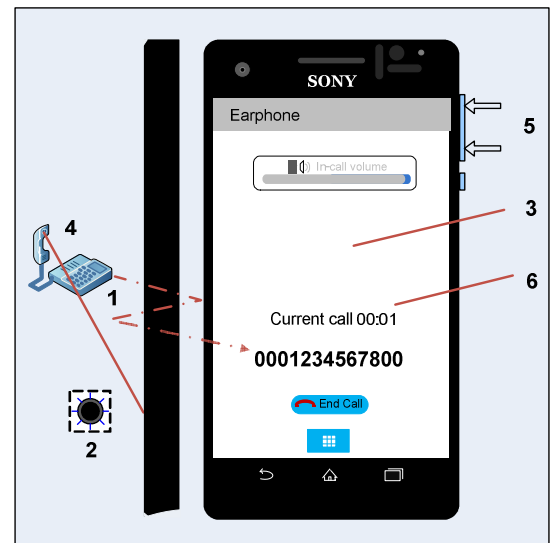 SONY
Earphone
5
In-call volume
3
4
6
1
Current call 00:01
0001234567800
End Call
2